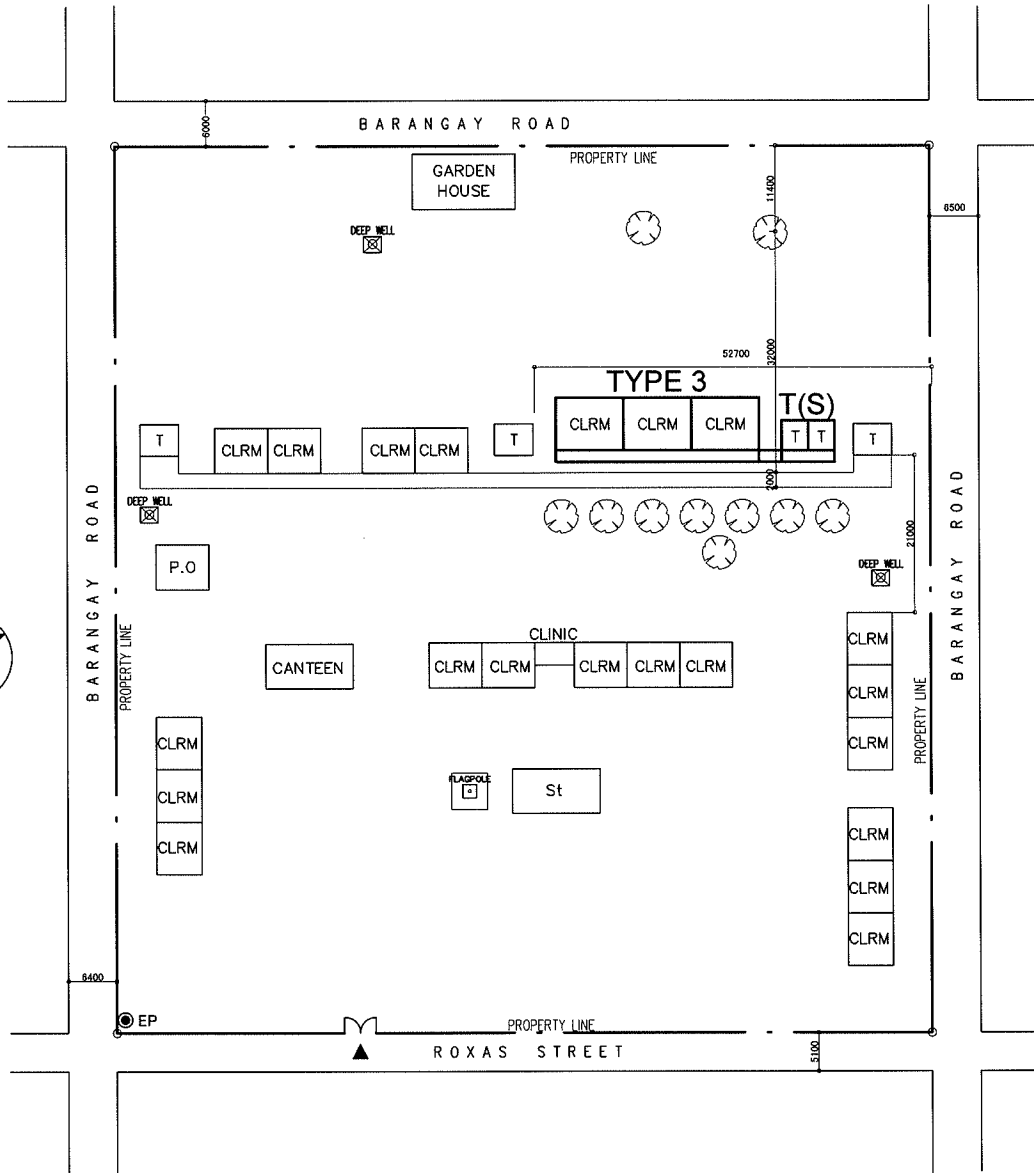 BARANGAY ROAD
6000
PROPERTY LINE
GARDEN
HOUSE
11400
6500
DEEP WELL
52700
32000
TYPE 3
T(S)
T
CLRM CLRM
CLRM CLRM
T
CLRM CLRM CLRM
T T
T
2000
DEEP WELL
21000
P.O
DEEP WELL
BARANGAY ROAD
BARANGAY ROAD
PROPERTY LINE
PROPERTY LINE
CANTEEN
CLINIC
CLRM CLRM CLRM CLRM CLRM
CLRM
CLRM
CLRM
CLRM
CLRM
CLRM
FLAGPOLE
St
CLRM
CLRM
CLRM
6400
EP
PROPERTY LINE
ROXAS STREET
5100